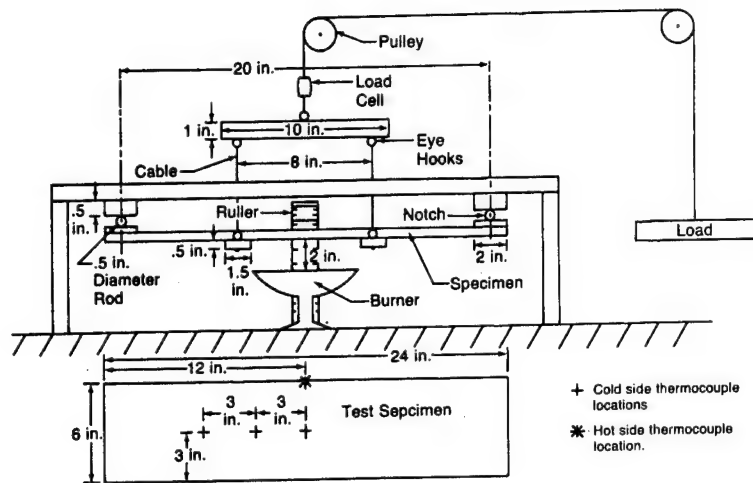 Pulley
20 in.
Load
Cell
1 in.
10 in.
Eye
Hooks
Cable
8 in.
.5
in.
Ruller
Notch
Load
.5 in.
Diameter
Rod
.5 in.
1.5
in.
2 in.
2 in.
Specimen
Burner
24 in.
12 in.
3
in.
3
in.
Test Sepcimen
6 in.
3 in.
+ Cold side thermocouple
locations
✳ Hot side thermocouple
location.